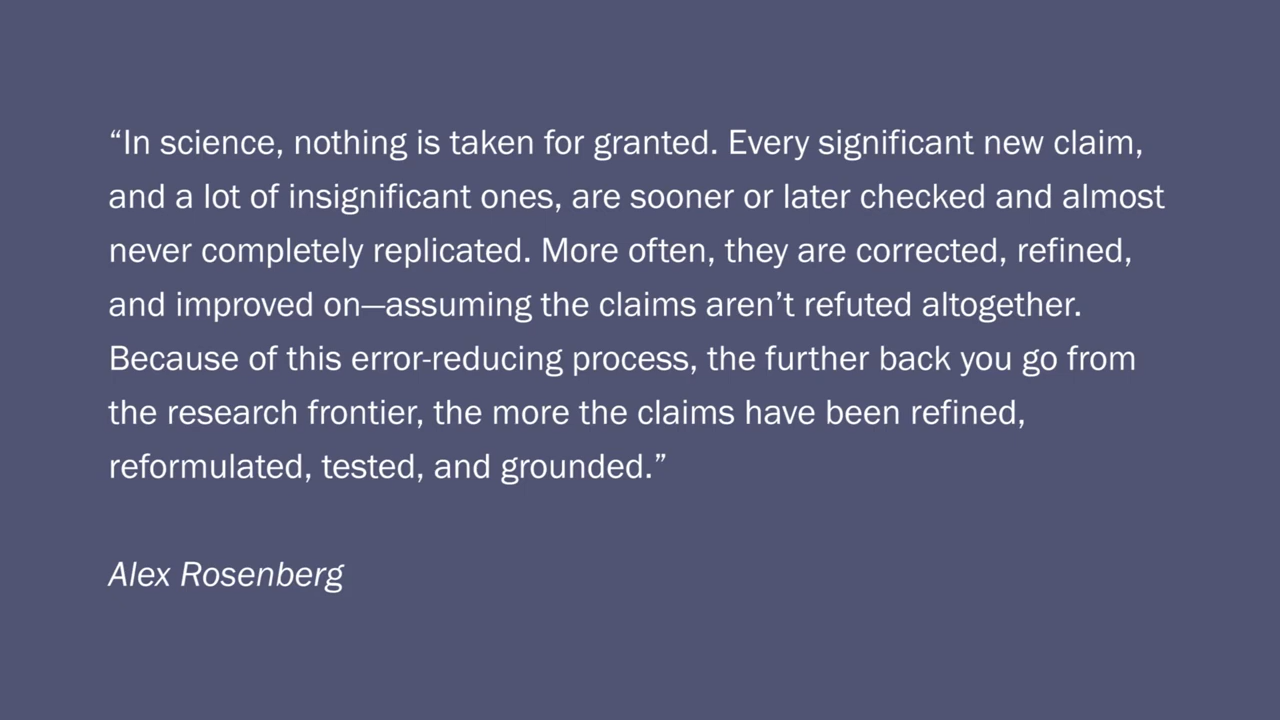 “In science, nothing is taken for granted. Every significant new claim,
and a lot of insignificant ones, are sooner or later checked and almost
never completely replicated. More often, they are corrected, refined,
and improved on—assuming the claims aren’t refuted altogether.
Because of this error-reducing process, the further back you go from
the research frontier, the more the claims have been refined,
reformulated, tested, and grounded.”
Alex Rosenberg